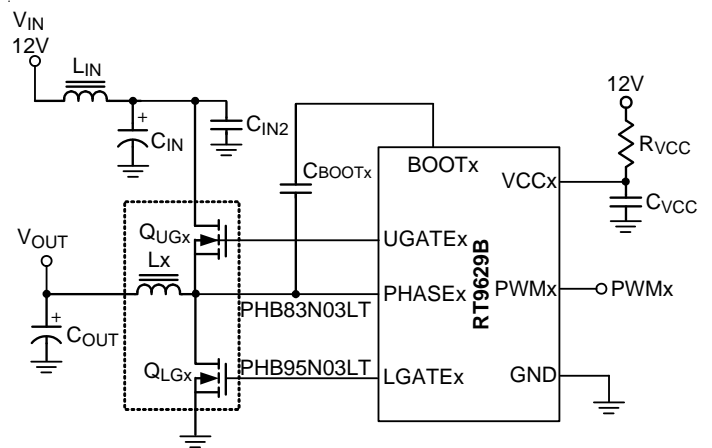 VIN
12V
LIN
CIN
CIN2
CBOOTx
BOOTx
12V
RVCC
VCCx
CVCC
QUGx
UGATEx
VOUT
Lx
PHASEx
PHB83N03LT
RT9629B
PWMx
PWMx
COUT
QLGx
PHB95N03LT
LGATEx
GND
+
+